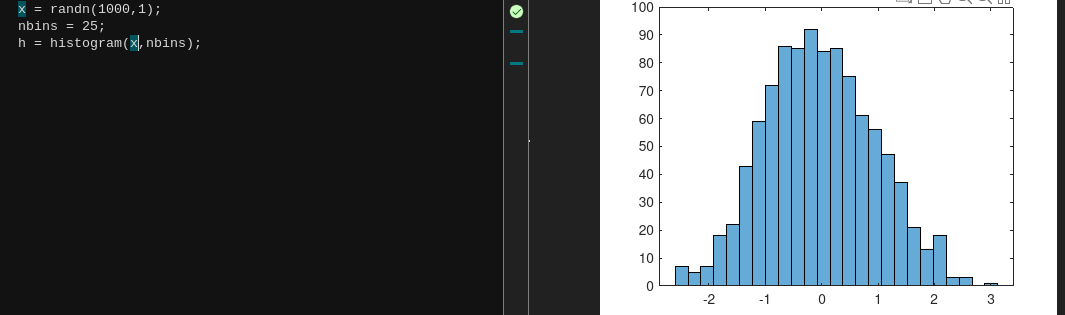 x = randn(1000,1);
nbins = 25;
h = histogram(x,nbins);
100
90
80
70
60
50
40
30
20
10
0
-2 -1 0 1 2 3